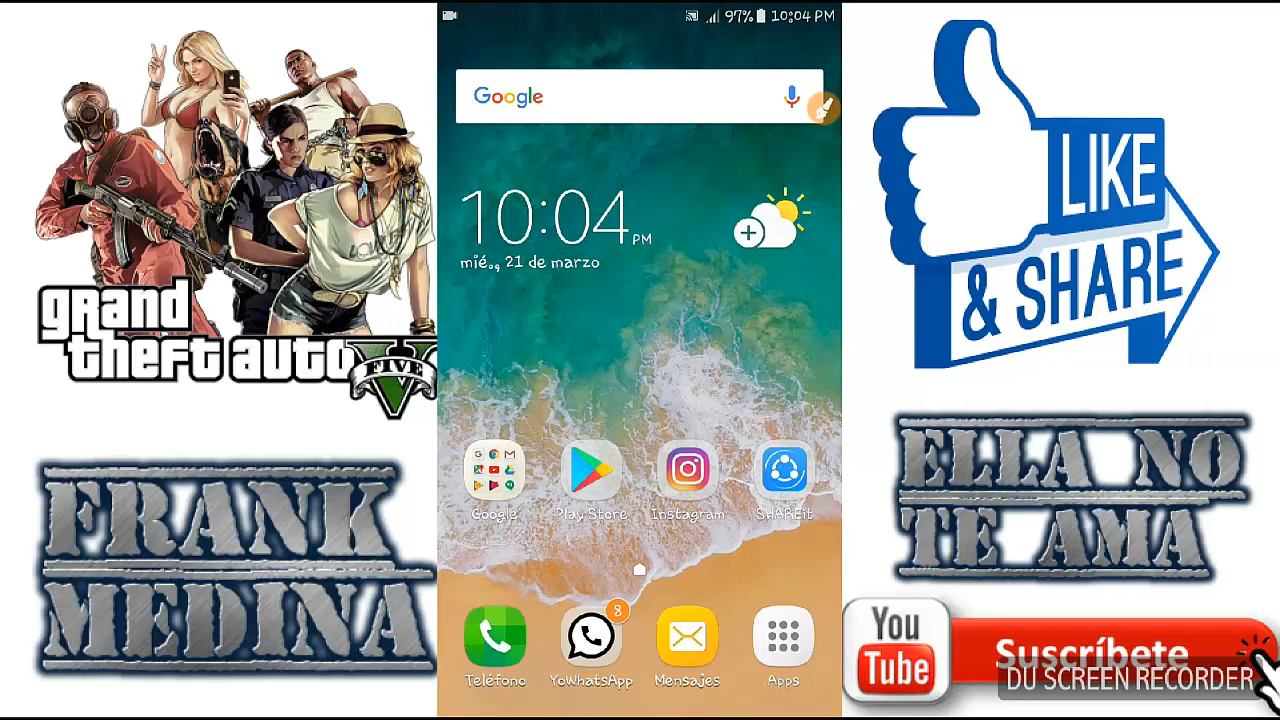 grand
theft auto
FIVE
FRANK
MEDINA
97% 10:04 PM
Google
10:04 PM
mié., 21 de marzo
Google Play Store Instagram SHAREit
8
Teléfono YoWhatsApp Mensajes Apps
LIKE
& SHARE
ELLA NO
TE AMA
You
Tube
Suscríbete
DU SCREEN RECORDER